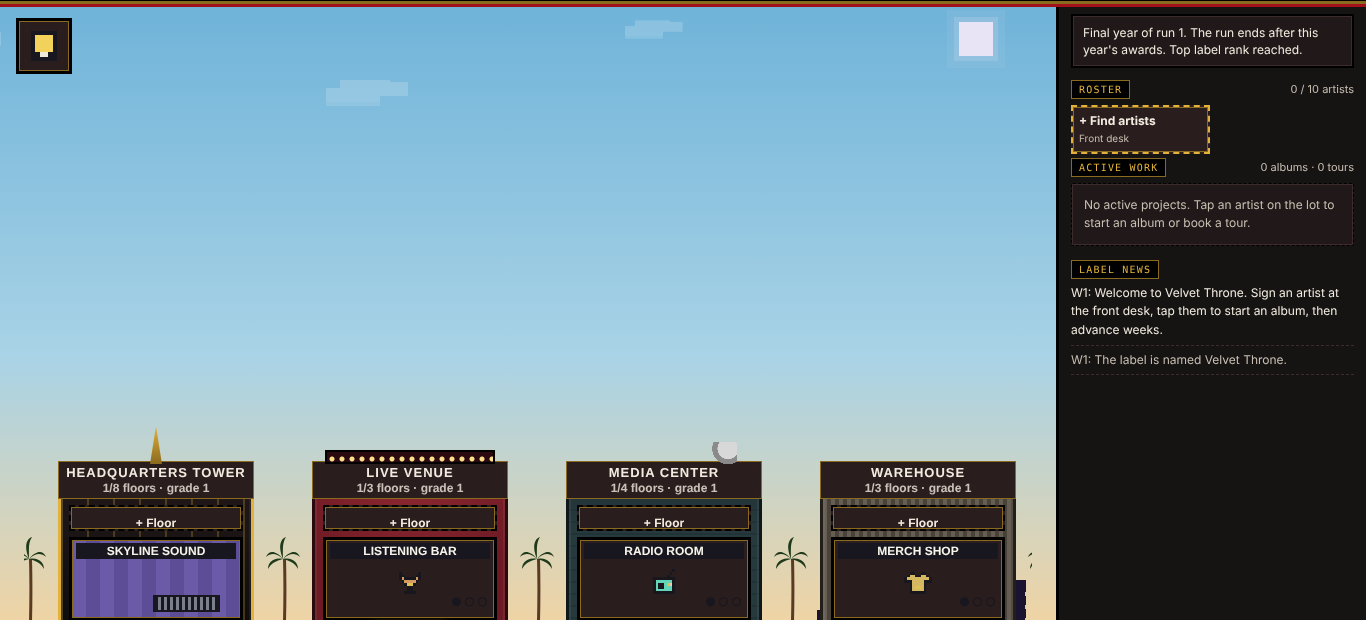 Final year of run 1. The run ends after this
year's awards. Top label rank reached.
ROSTER
0 / 10 artists
+ Find artists
Front desk
ACTIVE WORK
0 albums · 0 tours
No active projects. Tap an artist on the lot to
start an album or book a tour.
LABEL NEWS
W1: Welcome to Velvet Throne. Sign an artist at
the front desk, tap them to start an album, then
advance weeks.
W1: The label is named Velvet Throne.
HEADQUARTERS TOWER
1/8 floors · grade 1
+ Floor
SKYLINE SOUND
LIVE VENUE
1/3 floors · grade 1
+ Floor
LISTENING BAR
MEDIA CENTER
1/4 floors · grade 1
+ Floor
RADIO ROOM
WAREHOUSE
1/3 floors · grade 1
+ Floor
MERCH SHOP